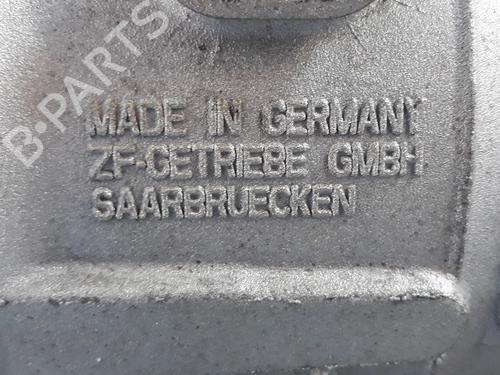 B-PARTS
MADE IN GERMANY
ZF-GETRIEBE GMBH
SAARBRUECKEN